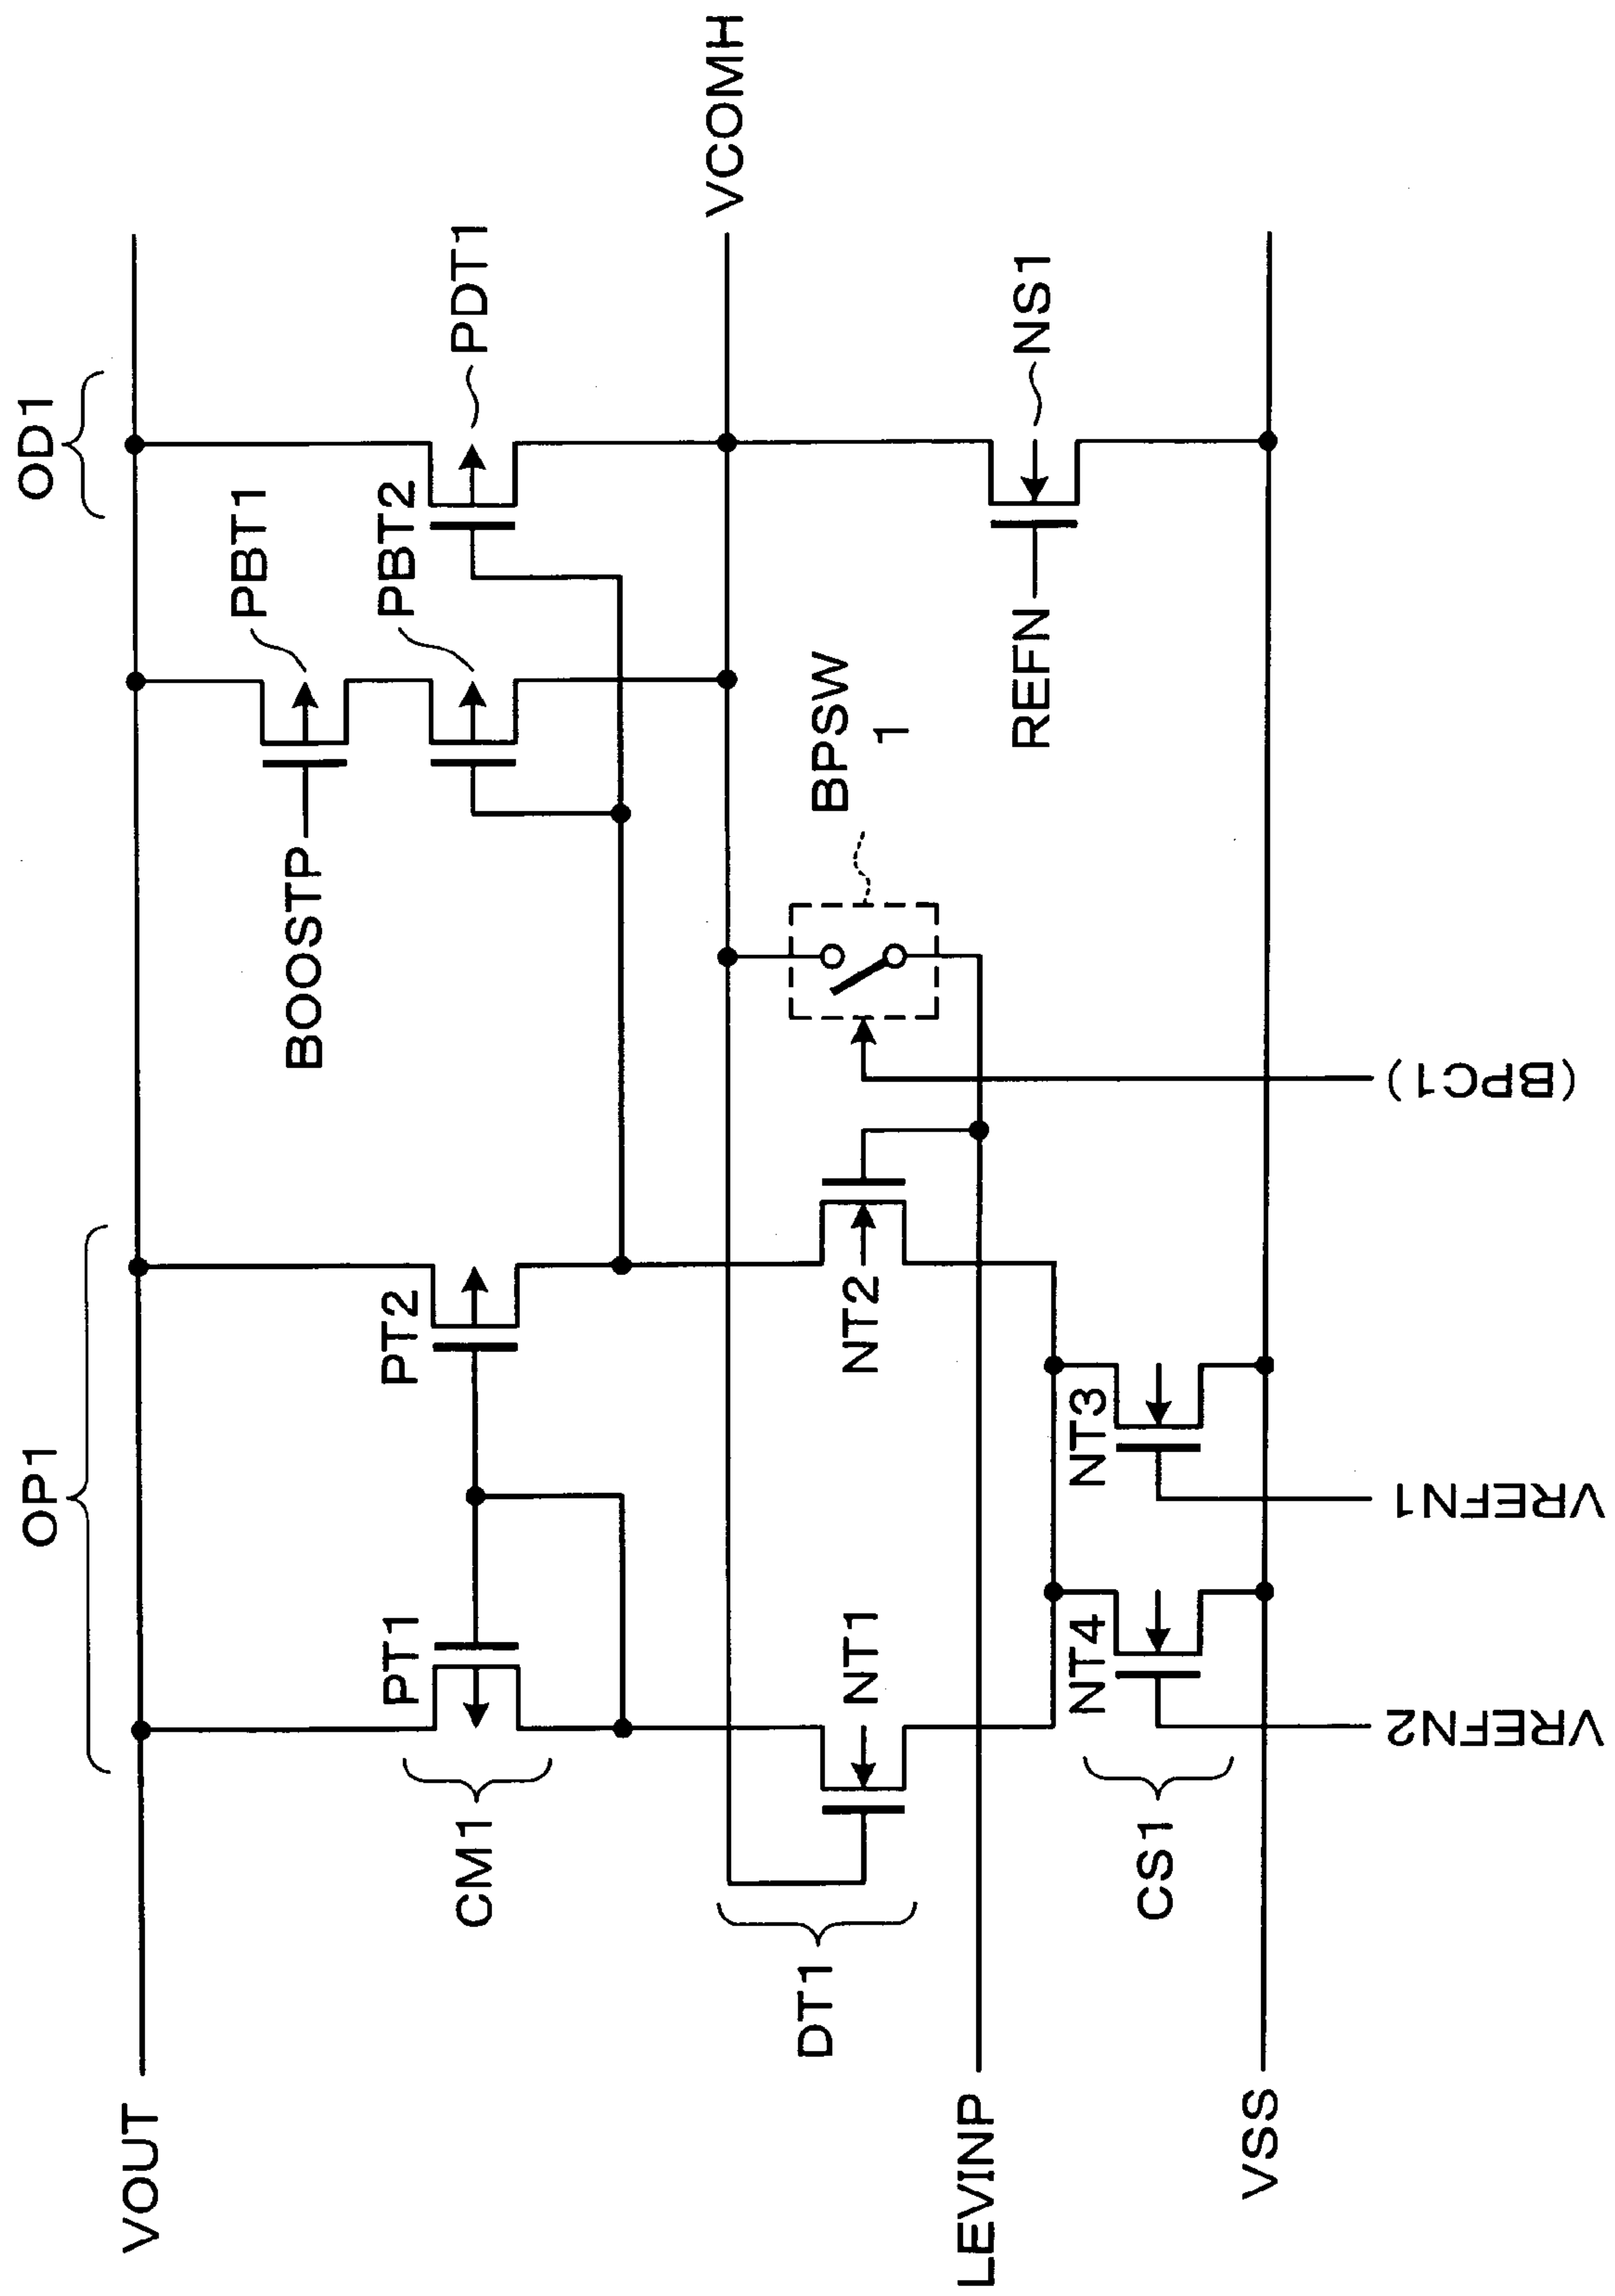 OP1
OD1
VOUT
PT1
PT2
CM1
BOOSTP
PBT1
PBT2
PDT1
VCOMH
DT1
NT1
NT2
BPSW
1
LEVINP
NT4
NT3
CS1
REFN
NS1
VSS
VREFN2
VREFN1
(BPC1)